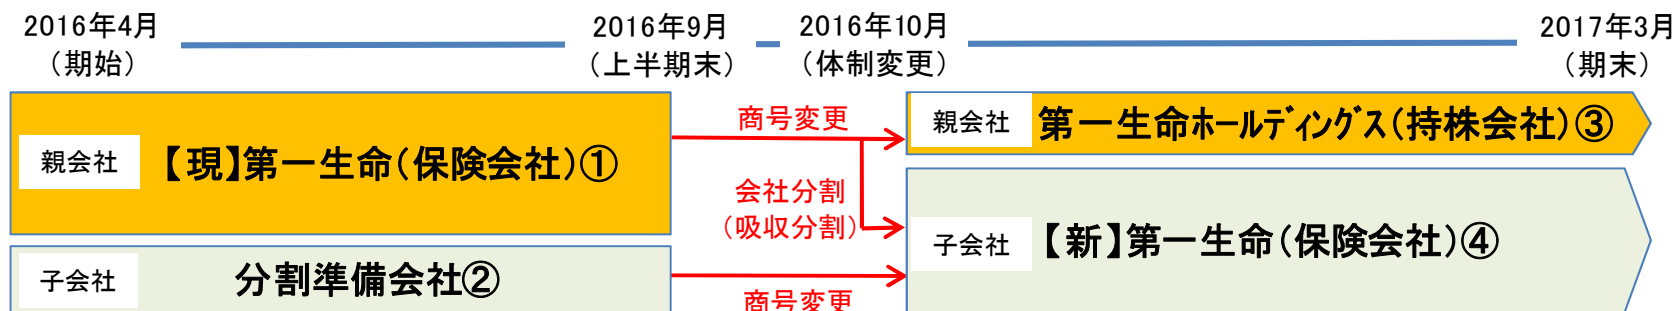 2016年4月
（期始）
2016年9月
（上半期末）
2016年10月
（体制変更）
2017年3月
（期末）
親会社
【現】第一生命（保険会社）①
商号変更
親会社
第一生命ホールディングス（持株会社）③
会社分割
（吸収分割）
子会社
【新】第一生命（保険会社）④
子会社
分割準備会社②
商号変更